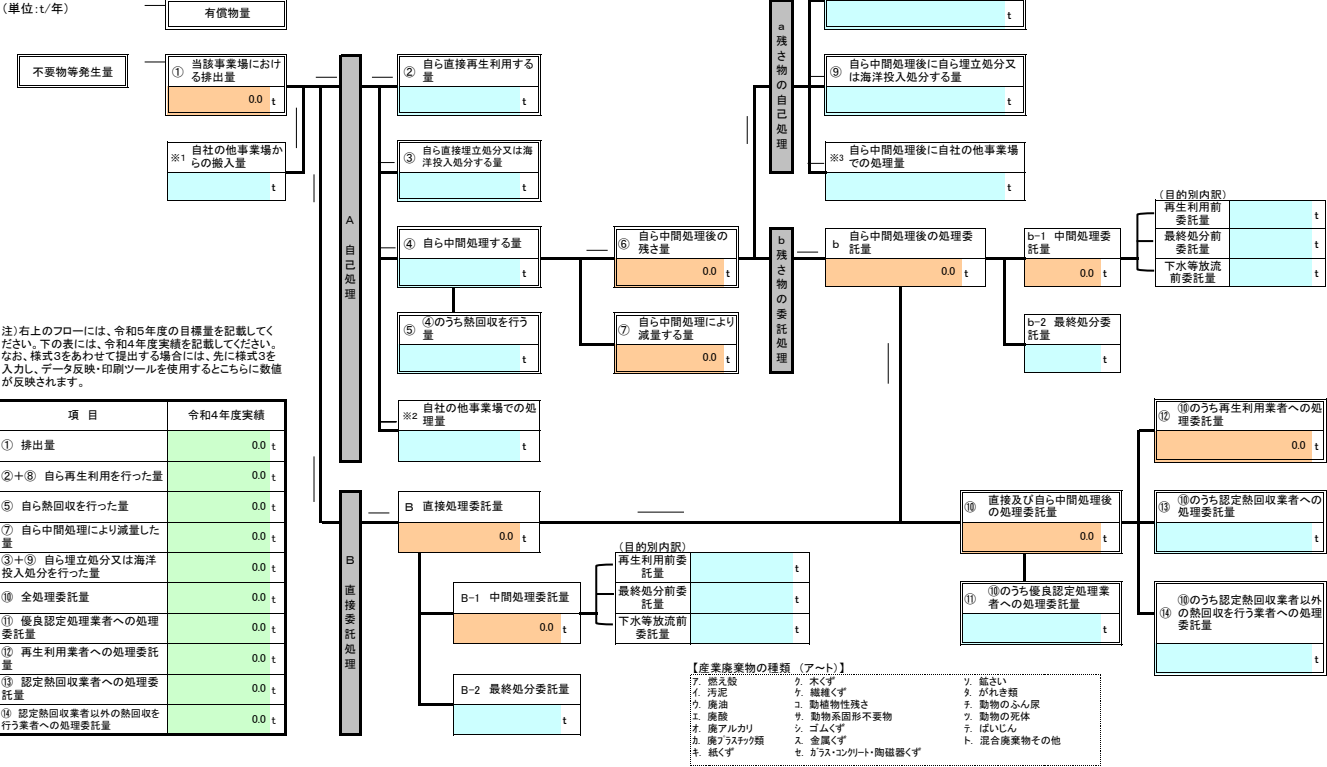 (単位:t/年)
有償物量
t
不要物等発生量
① 当該事業場におけ
る排出量
0.0 t
※1 自社の他事業場か
らの搬入量
t
A 自己処理
② 自ら直接再生利用する
量
t
③ 自ら直接埋立処分又は海
洋投入処分する量
t
④ 自ら中間処理する量
t
⑤ ④のうち熱回収を行う
量
t
※2 自社の他事業場での処
理量
t
⑥ 自ら中間処理後の
残さ量
0.0 t
⑦ 自ら中間処理により
減量する量
0.0 t
a 残さ物の自己処理
⑨ 自ら中間処理後に自ら埋立処分又
は海洋投入処分する量
t
※3 自ら中間処理後に自社の他事業場
での処理量
t
b 残さ物の委託処理
b 自ら中間処理後の処理委
託量
0.0 t
b-1 中間処理委
託量
0.0 t
(目的別内訳)
再生利用前
委託量
t
最終処分前
委託量
t
下水等放流
前委託量
t
b-2 最終処分委
託量
t
注)右上のフローには、令和5年度の目標量を記載してく
ださい。下の表には、令和4年度実績を記載してください。
なお、様式3をあわせて提出する場合には、先に様式3を
入力し、データ反映・印刷ツールを使用するとこちらに数値
が反映されます。
項 目 令和4年度実績
① 排出量 0.0 t
②+⑧ 自ら再生利用を行った量 0.0 t
⑤ 自ら熱回収を行った量 0.0 t
⑦ 自ら中間処理により減量した
量 0.0 t
③+⑨ 自ら埋立処分又は海洋
投入処分を行った量 0.0 t
⑩ 全処理委託量 0.0 t
⑪ 優良認定処理業者への処理
委託量 0.0 t
⑫ 再生利用業者への処理委託
量 0.0 t
⑬ 認定熱回収業者への処理委
託量 0.0 t
⑭ 認定熱回収業者以外の熱回収を
行う業者への処理委託量 0.0 t
B 直接委託処理
B 直接処理委託量
0.0 t
B-1 中間処理委託量
0.0 t
(目的別内訳)
再生利用前委
託量
t
最終処分前委
託量
t
下水等放流前
委託量
t
B-2 最終処分委託量
t
⑩ 直接及び自ら中間処理後
の処理委託量
0.0 t
⑪ ⑩のうち優良認定処理業
者への処理委託量
t
⑫ ⑩のうち再生利用業者への処
理委託量
0.0 t
⑬ ⑩のうち認定熱回収業者への
処理委託量
t
⑭ ⑩のうち認定熱回収業者以外
の熱回収を行う業者への処理
委託量
t
【産業廃棄物の種類 (ア～ト)】
ア. 燃え殻
イ. 汚泥
ウ. 廃油
エ. 廃酸
オ. 廃アルカリ
カ. 廃プラスチック類
キ. 紙くず
ク. 木くず
ケ. 繊維くず
コ. 動植物性残さ
サ. 動物系固形不要物
シ. ゴムくず
ス. 金属くず
セ. ガラス・コンクリート・陶磁器くず
ソ. 鉱さい
タ. がれき類
チ. 動物のふん尿
ツ. 動物の死体
テ. ばいじん
ト. 混合廃棄物その他